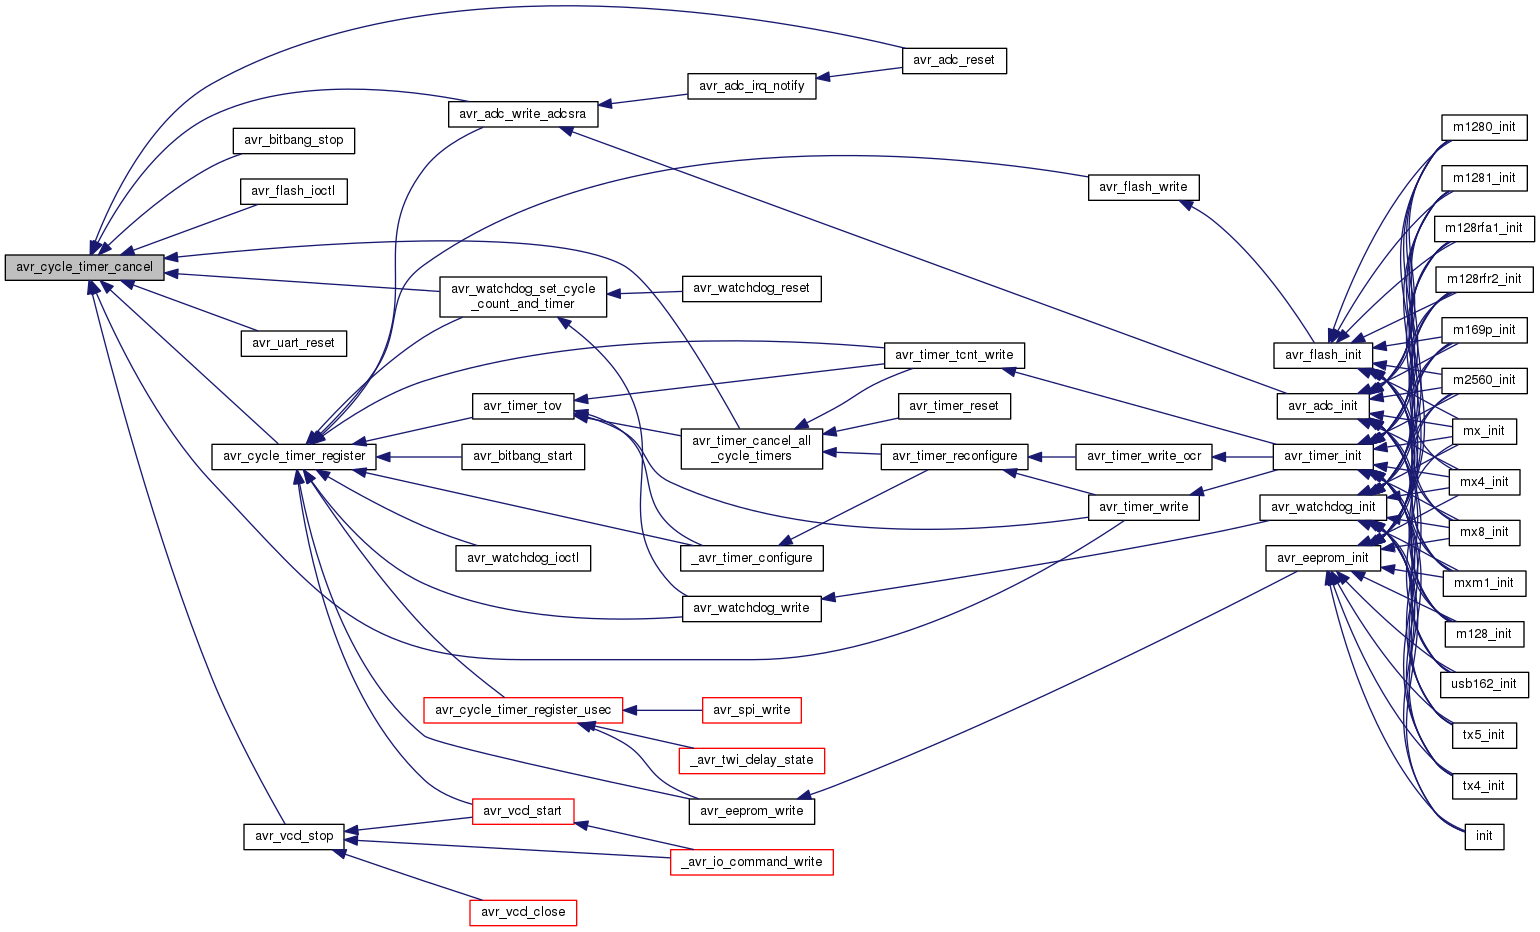 avr_cycle_timer_cancel
avr_adc_reset
avr_adc_irq_notify
avr_adc_write_adcsra
avr_bitbang_stop
avr_flash_ioctl
avr_flash_write
avr_watchdog_set_cycle
_count_and_timer
avr_watchdog_reset
avr_uart_reset
avr_timer_tcnt_write
avr_timer_tov
avr_timer_reset
avr_timer_cancel_all
_cycle_timers
avr_cycle_timer_register
avr_bitbang_start
avr_timer_reconfigure
avr_timer_write_ocr
avr_timer_write
avr_watchdog_ioctl
_avr_timer_configure
avr_watchdog_write
avr_cycle_timer_register_usec
avr_spi_write
_avr_twi_delay_state
avr_eeprom_write
avr_vcd_start
avr_vcd_stop
_avr_io_command_write
avr_vcd_close
avr_flash_init
avr_adc_init
avr_timer_init
avr_watchdog_init
avr_eeprom_init
m1280_init
m1281_init
m128rfa1_init
m128rfr2_init
m169p_init
m2560_init
mx_init
mx4_init
mx8_init
mxm1_init
m128_init
usb162_init
tx5_init
tx4_init
init